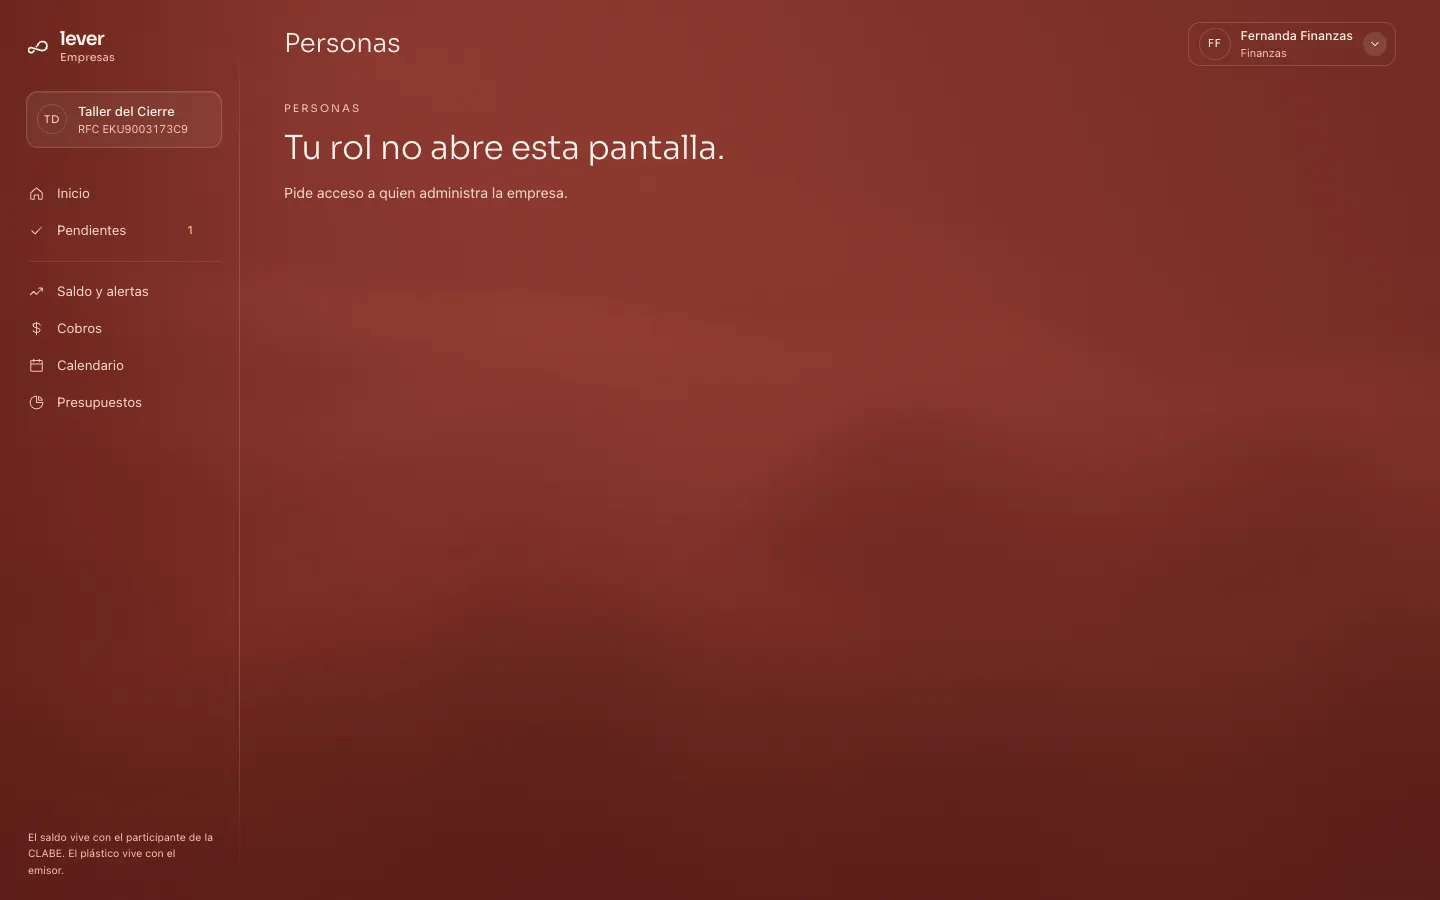 lever
Empresas
TD
Taller del Cierre
RFC EKU9003173C9
Inicio
Pendientes 1
Saldo y alertas
Cobros
Calendario
Presupuestos
El saldo vive con el participante de la
CLABE. El plástico vive con el
emisor.
Personas
FF
Fernanda Finanzas
Finanzas
PERSONAS
Tu rol no abre esta pantalla.
Pide acceso a quien administra la empresa.